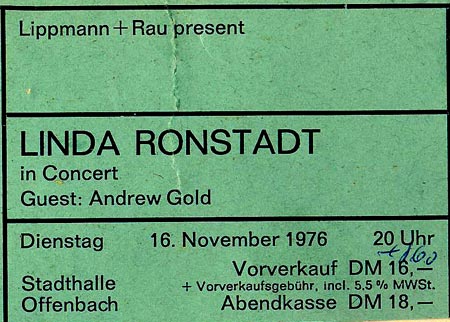 Lippmann + Rau present
LINDA RONSTADT
in Concert
Guest: Andrew Gold
Dienstag 16. November 1976 20 Uhr
+ 1.60
Stadthalle Offenbach
Vorverkauf DM 16,—
+ Vorverkaufsgebühr, incl. 5,5 % MWSt.
Abendkasse DM 18,—